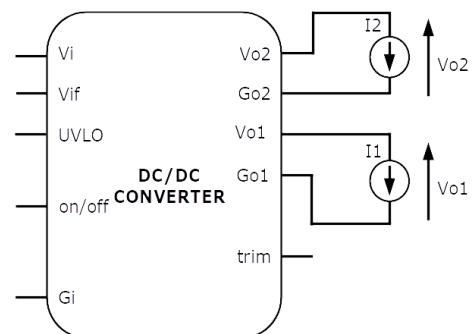 Vi
Vif
UVLO
on/off
Gi
DC/DC
CONVERTER
Vo2
Go2
Vo1
Go1
trim
I2
Vo2
I1
Vo1